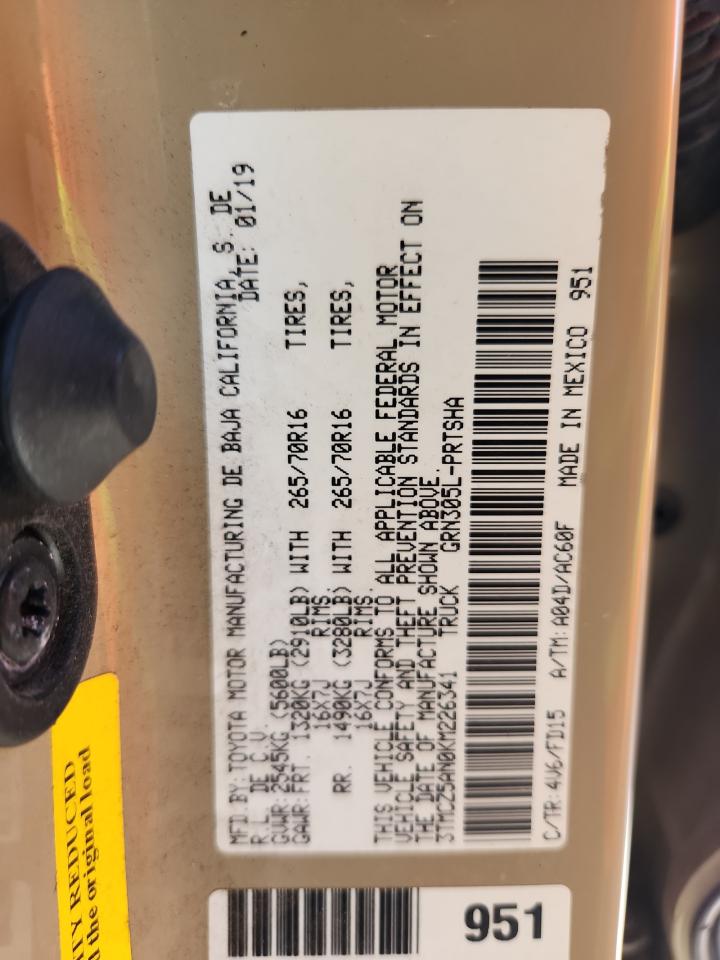 MFD.BY:TOYOTA MOTOR MANUFACTURING DE BAJA CALIFORNIA, S. DE
R.L. DE C.V. DATE: 01/19
GVWR:2545KG (5600LB)
GAWR:FRT. 1320KG (2910LB) WITH 265/70R16 TIRES,
16X7J RIMS,
RR. 1490KG (3280LB) WITH 265/70R16 TIRES,
16X7J RIMS.
THIS VEHICLE CONFORMS TO ALL APPLICABLE FEDERAL MOTOR
VEHICLE SAFETY AND THEFT PREVENTION STANDARDS IN EFFECT ON
THE DATE OF MANUFACTURE SHOWN ABOVE.
3TMCZ5AN0KM226341 TRUCK GRN305L-PRTSHA
C/TR:4V6/FD15 A/TM:A04D/AC60F MADE IN MEXICO 951
REDUCED
the original load
951